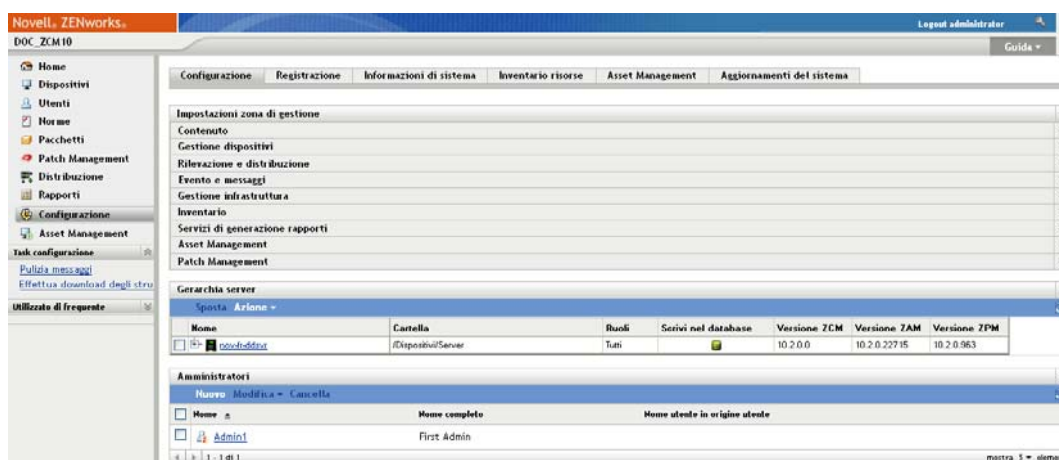 Novell. ZENworks.
Logout administrator
DOC_ZCM10
Guida
Home
Dispositivi
Utenti
Norme
Pacchetti
Patch Management
Distribuzione
Rapporti
Configurazione
Asset Management
Task configurazione
Pulizia messaggi
Effettua download degli stru
Utilizzato di frequente
Configurazione Registrazione Informazioni di sistema Inventario risorse Asset Management Aggiornamenti del sistema
Impostazioni zona di gestione
Contenuto
Gestione dispositivi
Rilevazione e distribuzione
Evento e messaggi
Gestione infrastruttura
Inventario
Servizi di generazione rapporti
Asset Management
Patch Management
Gerarchia server
Sposta Azione
Nome Cartella Ruoli Scrivi nel database Versione ZCM Versione ZAM Versione ZPM
/Dispositivi/Server Tutti 10.2.0.0 10.2.0.22715 10.2.0.963
Amministratori
Nuovo Modifica Cancella
Nome Nome completo Nome utente in origine utente
Admin1 First Admin
1 - 1 di 1 mostra 5 eleme